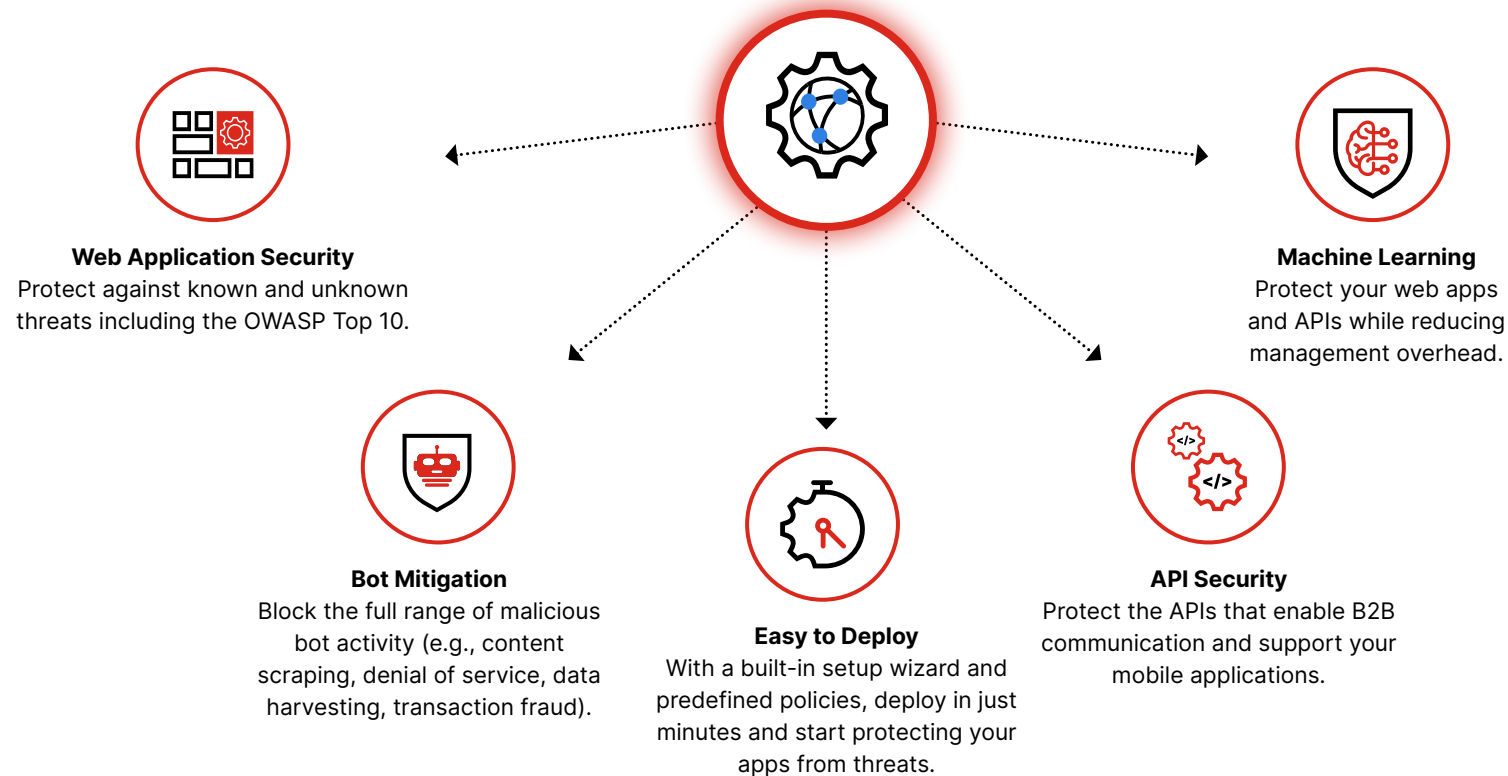 Web Application Security
Protect against known and unknown
threats including the OWASP Top 10.
Bot Mitigation
Block the full range of malicious
bot activity (e.g., content
scraping, denial of service, data
harvesting, transaction fraud).
Easy to Deploy
With a built-in setup wizard and
predefined policies, deploy in just
minutes and start protecting your
apps from threats.
</>
</>
API Security
Protect the APIs that enable B2B
communication and support your
mobile applications.
Machine Learning
Protect your web apps
and APIs while reducing
management overhead.